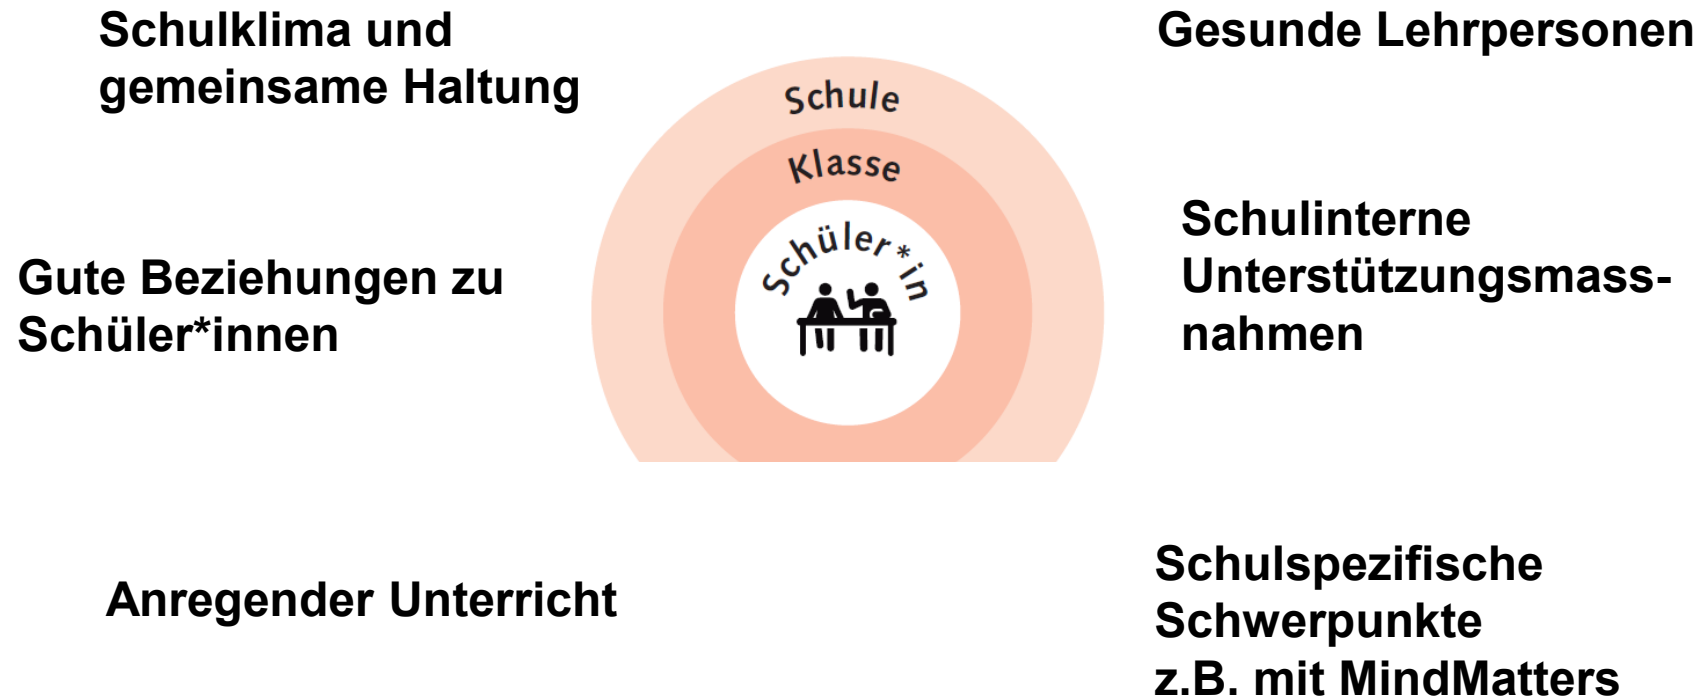 Schulklima und
gemeinsame Haltung
Gesunde Lehrpersonen
Schule
Klasse
Schüler*in
Gute Beziehungen zu
Schüler*innen
Schulinterne
Unterstützungsmass-
nahmen
Anregender Unterricht
Schulspezifische
Schwerpunkte
z.B. mit MindMatters